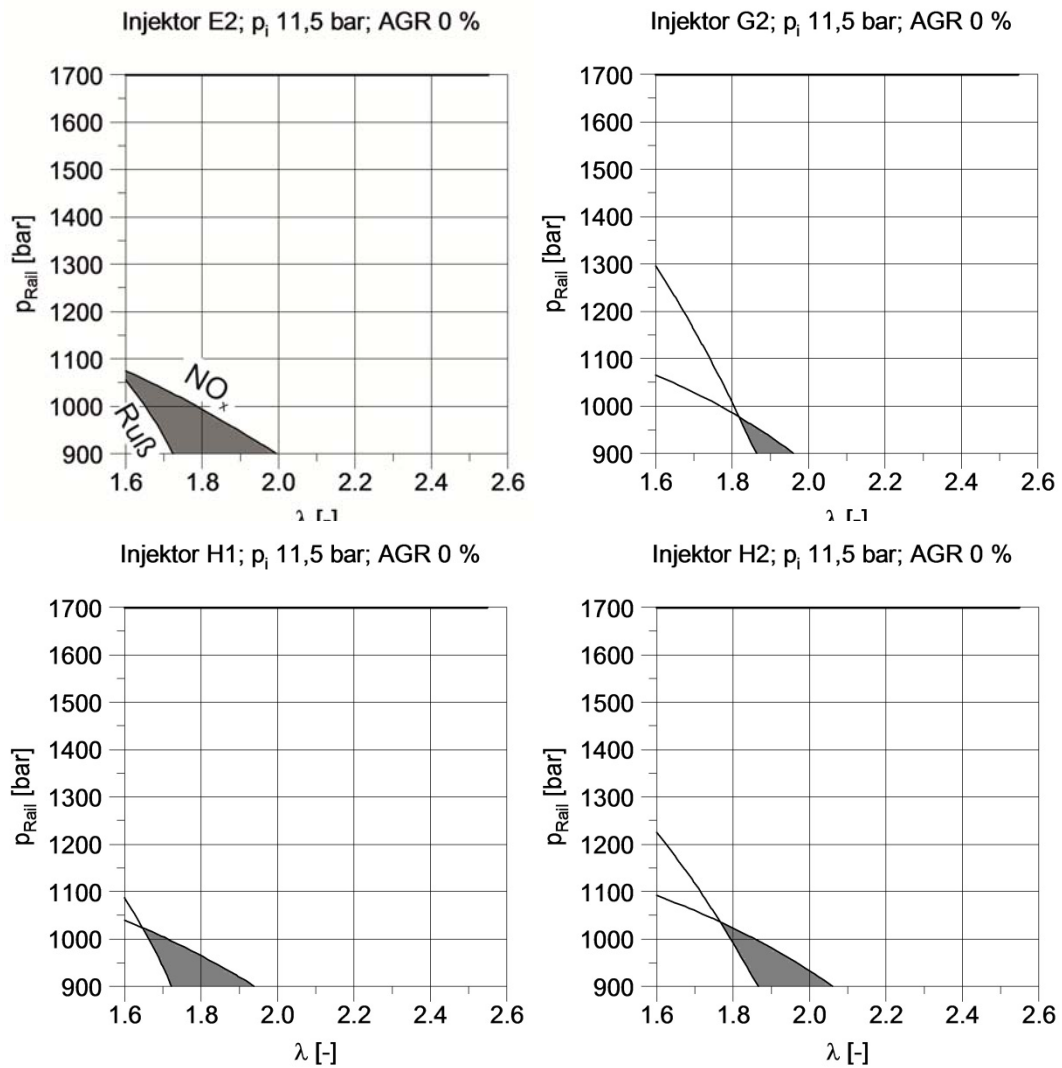 Injektor E2; pᵢ 11,5 bar; AGR 0 %
1700
1600
1500
1400
1300
1200
1100
1000
900
p_Rail [bar]
NOₓ
Ruß
1.6 1.8 2.0 2.2 2.4 2.6
λ [-]
Injektor G2; pᵢ 11,5 bar; AGR 0 %
1700
1600
1500
1400
1300
1200
1100
1000
900
p_Rail [bar]
1.6 1.8 2.0 2.2 2.4 2.6
λ [-]
Injektor H1; pᵢ 11,5 bar; AGR 0 %
1700
1600
1500
1400
1300
1200
1100
1000
900
p_Rail [bar]
1.6 1.8 2.0 2.2 2.4 2.6
λ [-]
Injektor H2; pᵢ 11,5 bar; AGR 0 %
1700
1600
1500
1400
1300
1200
1100
1000
900
p_Rail [bar]
1.6 1.8 2.0 2.2 2.4 2.6
λ [-]